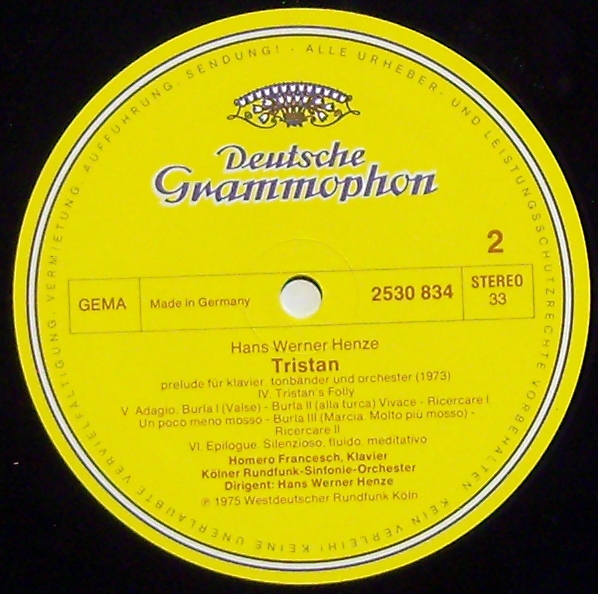 ALLE URHEBER- UND LEISTUNGSSCHUTZRECHTE VORBEHALTEN · KEIN VERLEIH! KEINE UNERLAUBTE VERVIELFÄLTIGUNG, VERMIETUNG, AUFFÜHRUNG, SENDUNG! ·
Deutsche
Grammophon
2
GEMA Made in Germany 2530 834 STEREO
33
Hans Werner Henze
Tristan
prelude für klavier, tonbänder und orchester (1973)
IV. Tristan's Folly
V. Adagio. Burla I (Valse) - Burla II (alla turca) Vivace - Ricercare I.
Un poco meno mosso - Burla III (Marcia. Molto più mosso) -
Ricercare II
VI. Epilogue. Silenzioso, fluido, meditativo
Homero Francesch, Klavier
Kölner Rundfunk-Sinfonie-Orchester
Dirigent: Hans Werner Henze
℗ 1975 Westdeutscher Rundfunk Köln